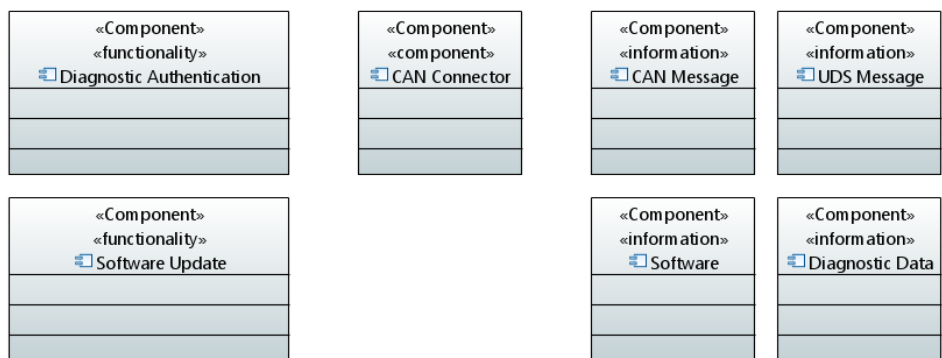 «Component»
«functionality»
Diagnostic Authentication
«Component»
«component»
CAN Connector
«Component»
«information»
CAN Message
«Component»
«information»
UDS Message
«Component»
«functionality»
Software Update
«Component»
«information»
Software
«Component»
«information»
Diagnostic Data